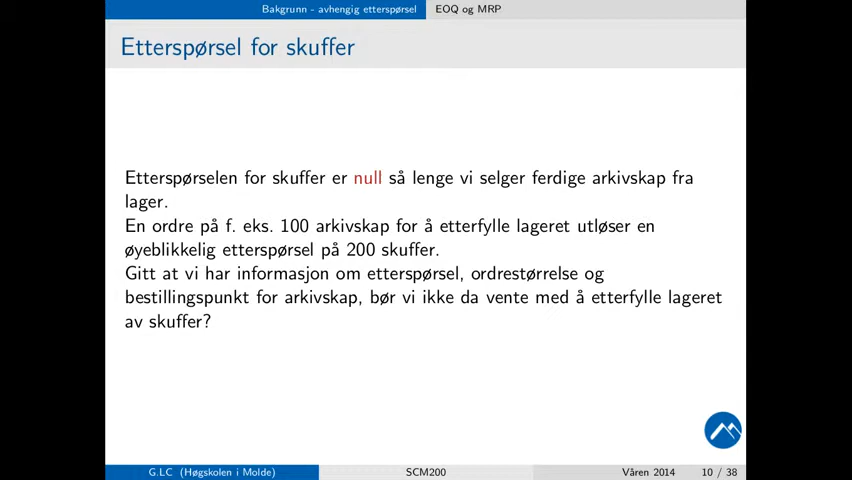 Bakgrunn - avhengig etterspørsel EOQ og MRP
Etterspørsel for skuffer
Etterspørselen for skuffer er null så lenge vi selger ferdige arkivskap fra
lager.
En ordre på f. eks. 100 arkivskap for å etterfylle lageret utløser en
øyeblikkelig etterspørsel på 200 skuffer.
Gitt at vi har informasjon om etterspørsel, ordrestørrelse og
bestillingspunkt for arkivskap, bør vi ikke da vente med å etterfylle lageret
av skuffer?
G.LC (Høgskolen i Molde) SCM200 Våren 2014 10 / 38